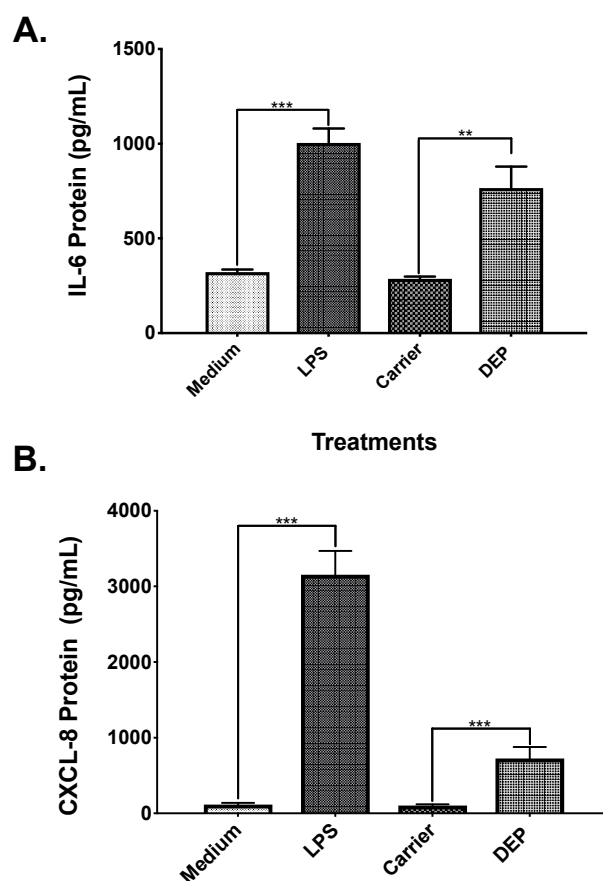 A.
IL-6 Protein (pg/mL)
1500
1000
500
0
***
**
Medium
LPS
Carrier
DEP
Treatments
B.
CXCL-8 Protein (pg/mL)
4000
3000
2000
1000
0
***
***
Medium
LPS
Carrier
DEP